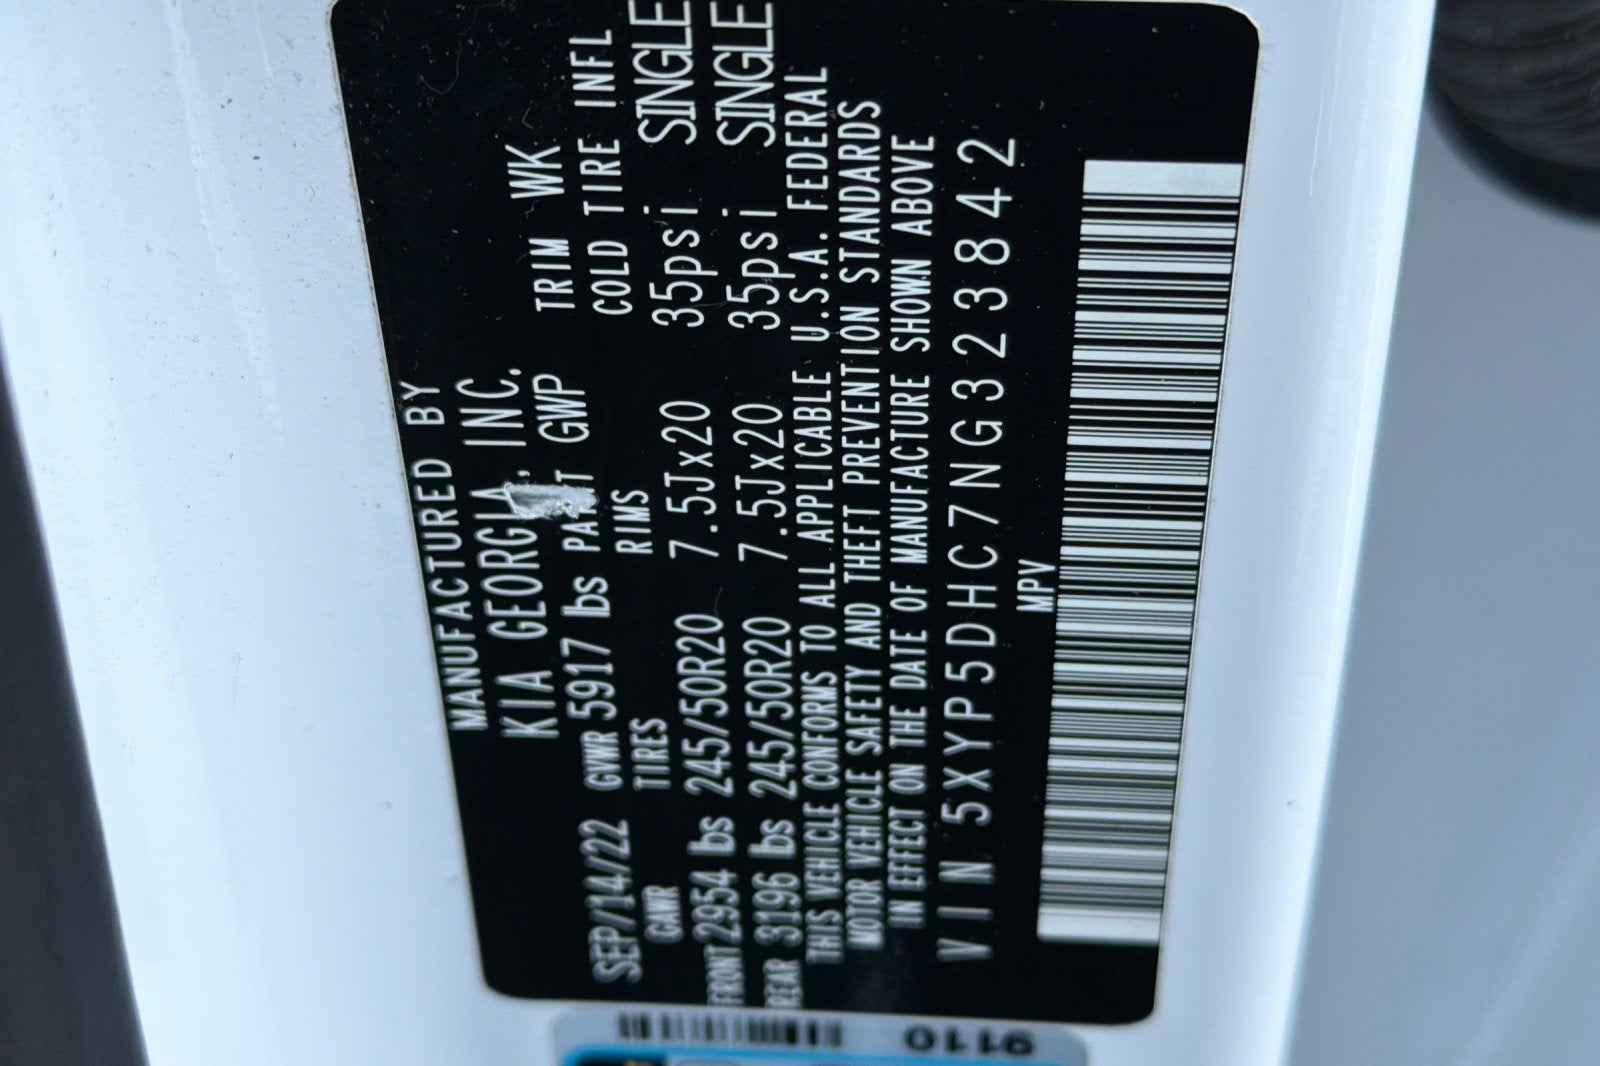 MANUFACTURED BY
KIA GEORGIA, INC.
SEP/14/22 GVWR 5917 lbs PAINT GWP TRIM WK
GAWR TIRES RIMS COLD TIRE INFL
FRONT 2954 lbs 245/50R20 7.5Jx20 35psi SINGLE
REAR 3196 lbs 245/50R20 7.5Jx20 35psi SINGLE
THIS VEHICLE CONFORMS TO ALL APPLICABLE U.S.A. FEDERAL
MOTOR VEHICLE SAFETY AND THEFT PREVENTION STANDARDS
IN EFFECT ON THE DATE OF MANUFACTURE SHOWN ABOVE
VIN 5XYP5DHC7NG323842
MPV
9110